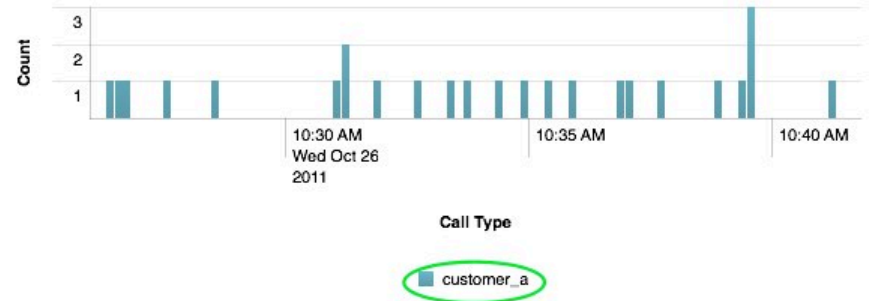 3
2
1
Count
10:30 AM
Wed Oct 26
2011
10:35 AM
10:40 AM
Call Type
customer_a